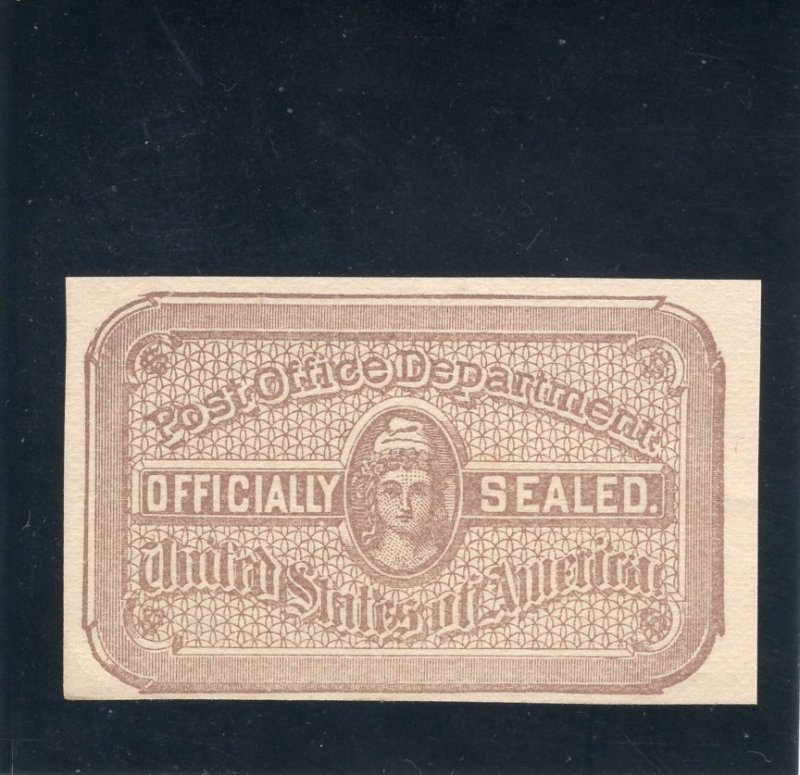 Post Office Department
OFFICIALLY SEALED.
United States of America